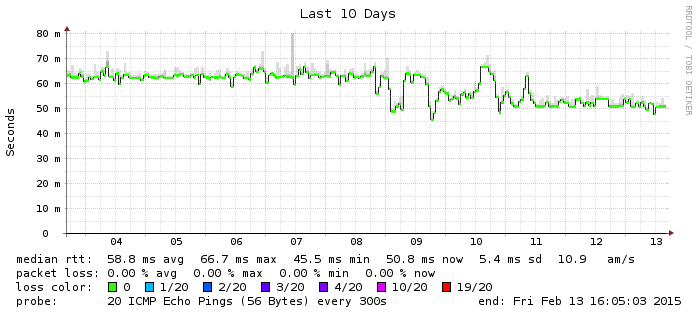 Last 10 Days
RRDTOOL / TOBI OETIKER
Seconds
80 m
70 m
60 m
50 m
40 m
30 m
20 m
10 m
0
04 05 06 07 08 09 10 11 12 13
median rtt: 58.8 ms avg 66.7 ms max 45.5 ms min 50.8 ms now 5.4 ms sd 10.9 am/s
packet loss: 0.00 % avg 0.00 % max 0.00 % min 0.00 % now
loss color: 0 1/20 2/20 3/20 4/20 10/20 19/20
probe: 20 ICMP Echo Pings (56 Bytes) every 300s end: Fri Feb 13 16:05:03 2015